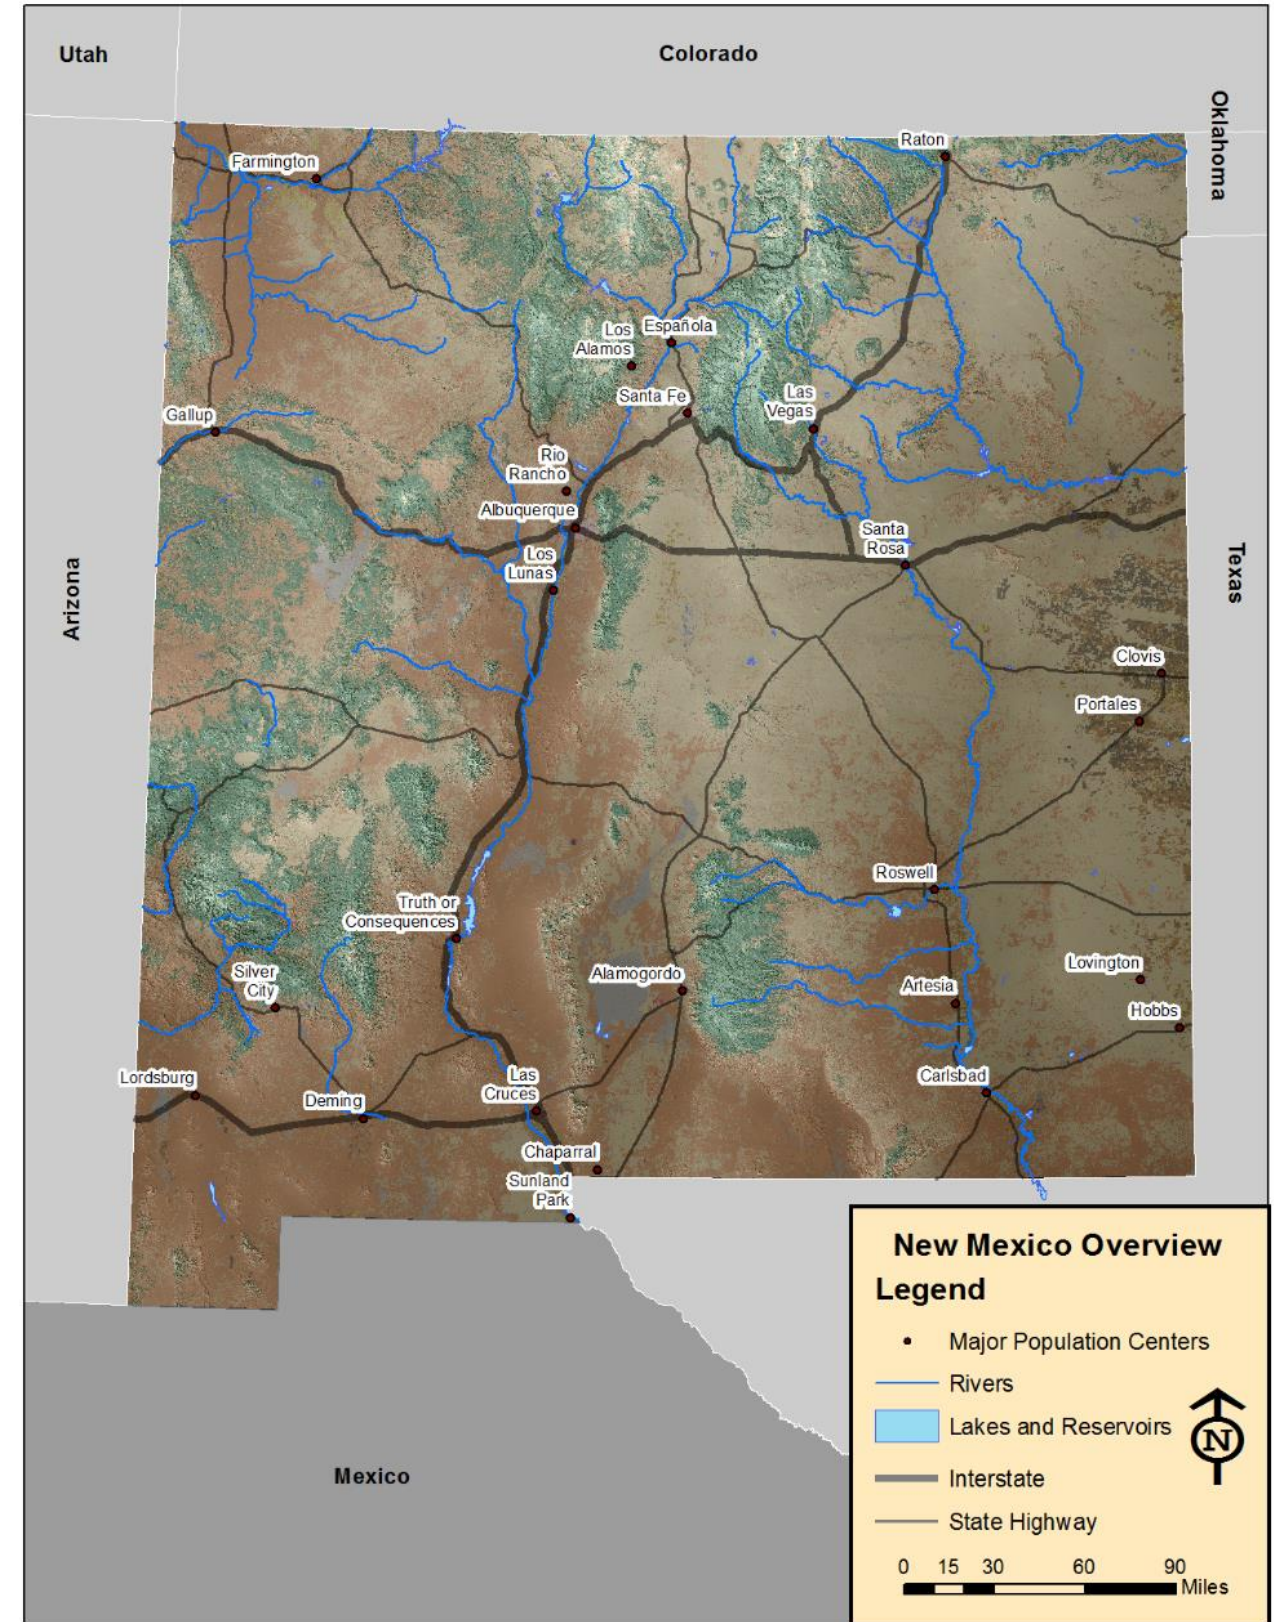 Utah
Colorado
Oklahoma
Raton
Farmington
Los
Alamos
Española
Santa Fe
Las
Vegas
Gallup
Rio
Rancho
Albuquerque
Santa
Rosa
Los
Lunas
Arizona
Texas
Clovis
Portales
Roswell
Truth or
Consequences
Silver
City
Alamogordo
Lovington
Artesia
Hobbs
Lordsburg
Deming
Las
Cruces
Carlsbad
Chaparral
Sunland
Park
Mexico
New Mexico Overview
Legend
Major Population Centers
Rivers
Lakes and Reservoirs
N
Interstate
State Highway
0 15 30 60 90
Miles